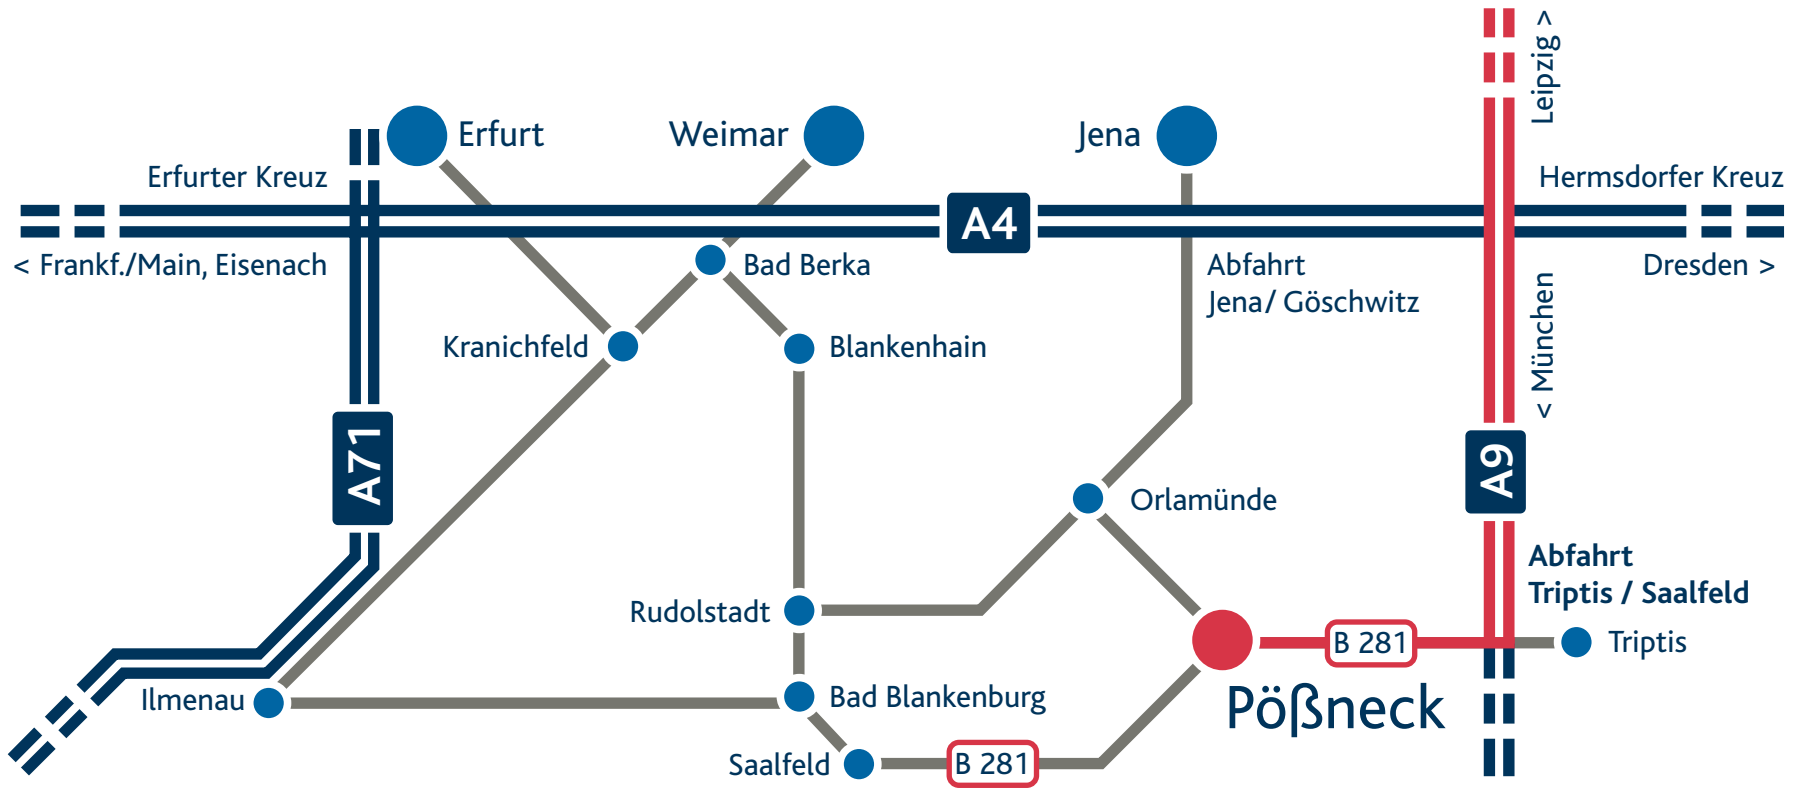 Leipzig >
Erfurt
Weimar
Jena
Erfurter Kreuz
Hermsdorfer Kreuz
A4
< Frankf./Main, Eisenach
Bad Berka
Abfahrt
Jena/ Göschwitz
Dresden >
< München
Kranichfeld
Blankenhain
A71
A9
Orlamünde
Abfahrt
Triptis / Saalfeld
Rudolstadt
B 281
Triptis
Ilmenau
Bad Blankenburg
Pößneck
Saalfeld
B 281